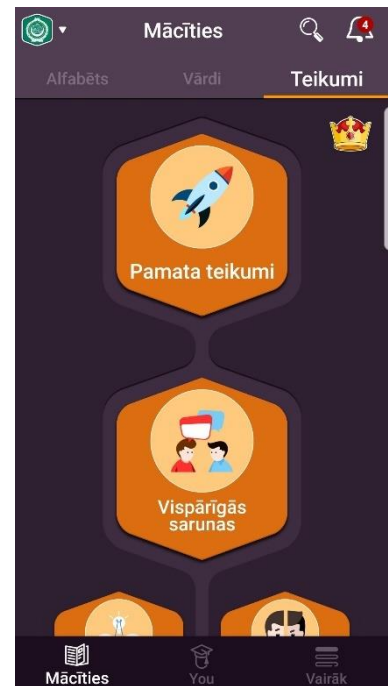 Mācīties
4
Alfabēts Vārdi Teikumi
Pamata teikumi
Vispārīgās
sarunas
Mācīties You Vairāk